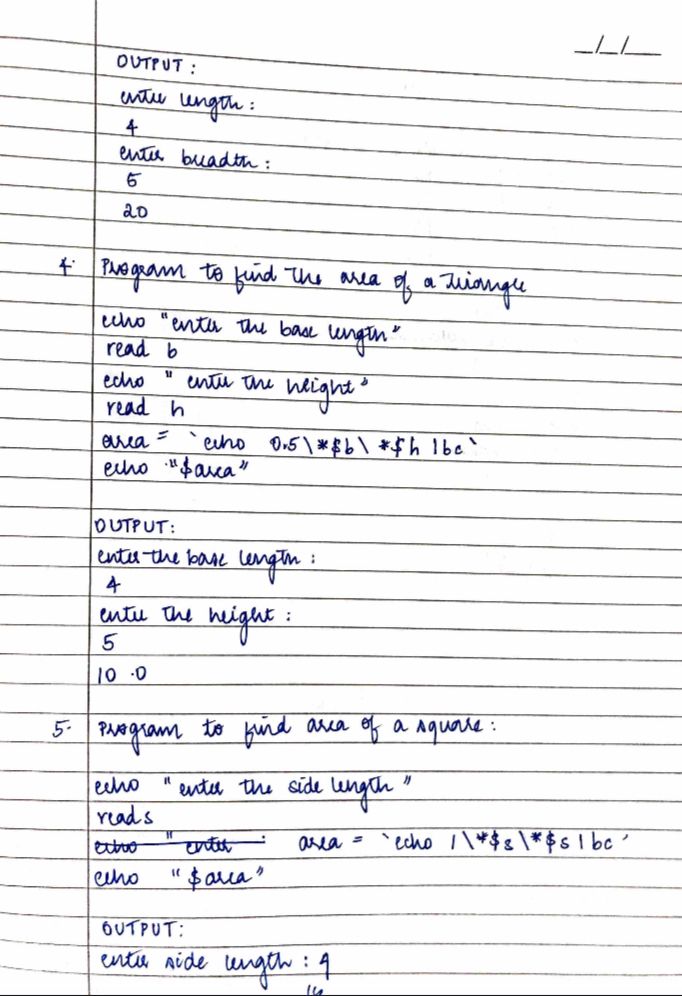 _/_/__
OUTPUT:
enter length:
4
enter breadth:
5
20
4. Program to find the area of a Triangle
echo "enter the base length"
read b
echo "enter the height"
read h
area = `echo 0.5\*$b\*$h|bc`
echo "$area"
OUTPUT:
enter the base length:
4
enter the height:
5
10.0
5. Program to find area of a square:
echo "enter the side length"
read s
echo "enter area = `echo 1\*$s\*$s|bc`
echo "$area"
OUTPUT:
enter side length: 4
16